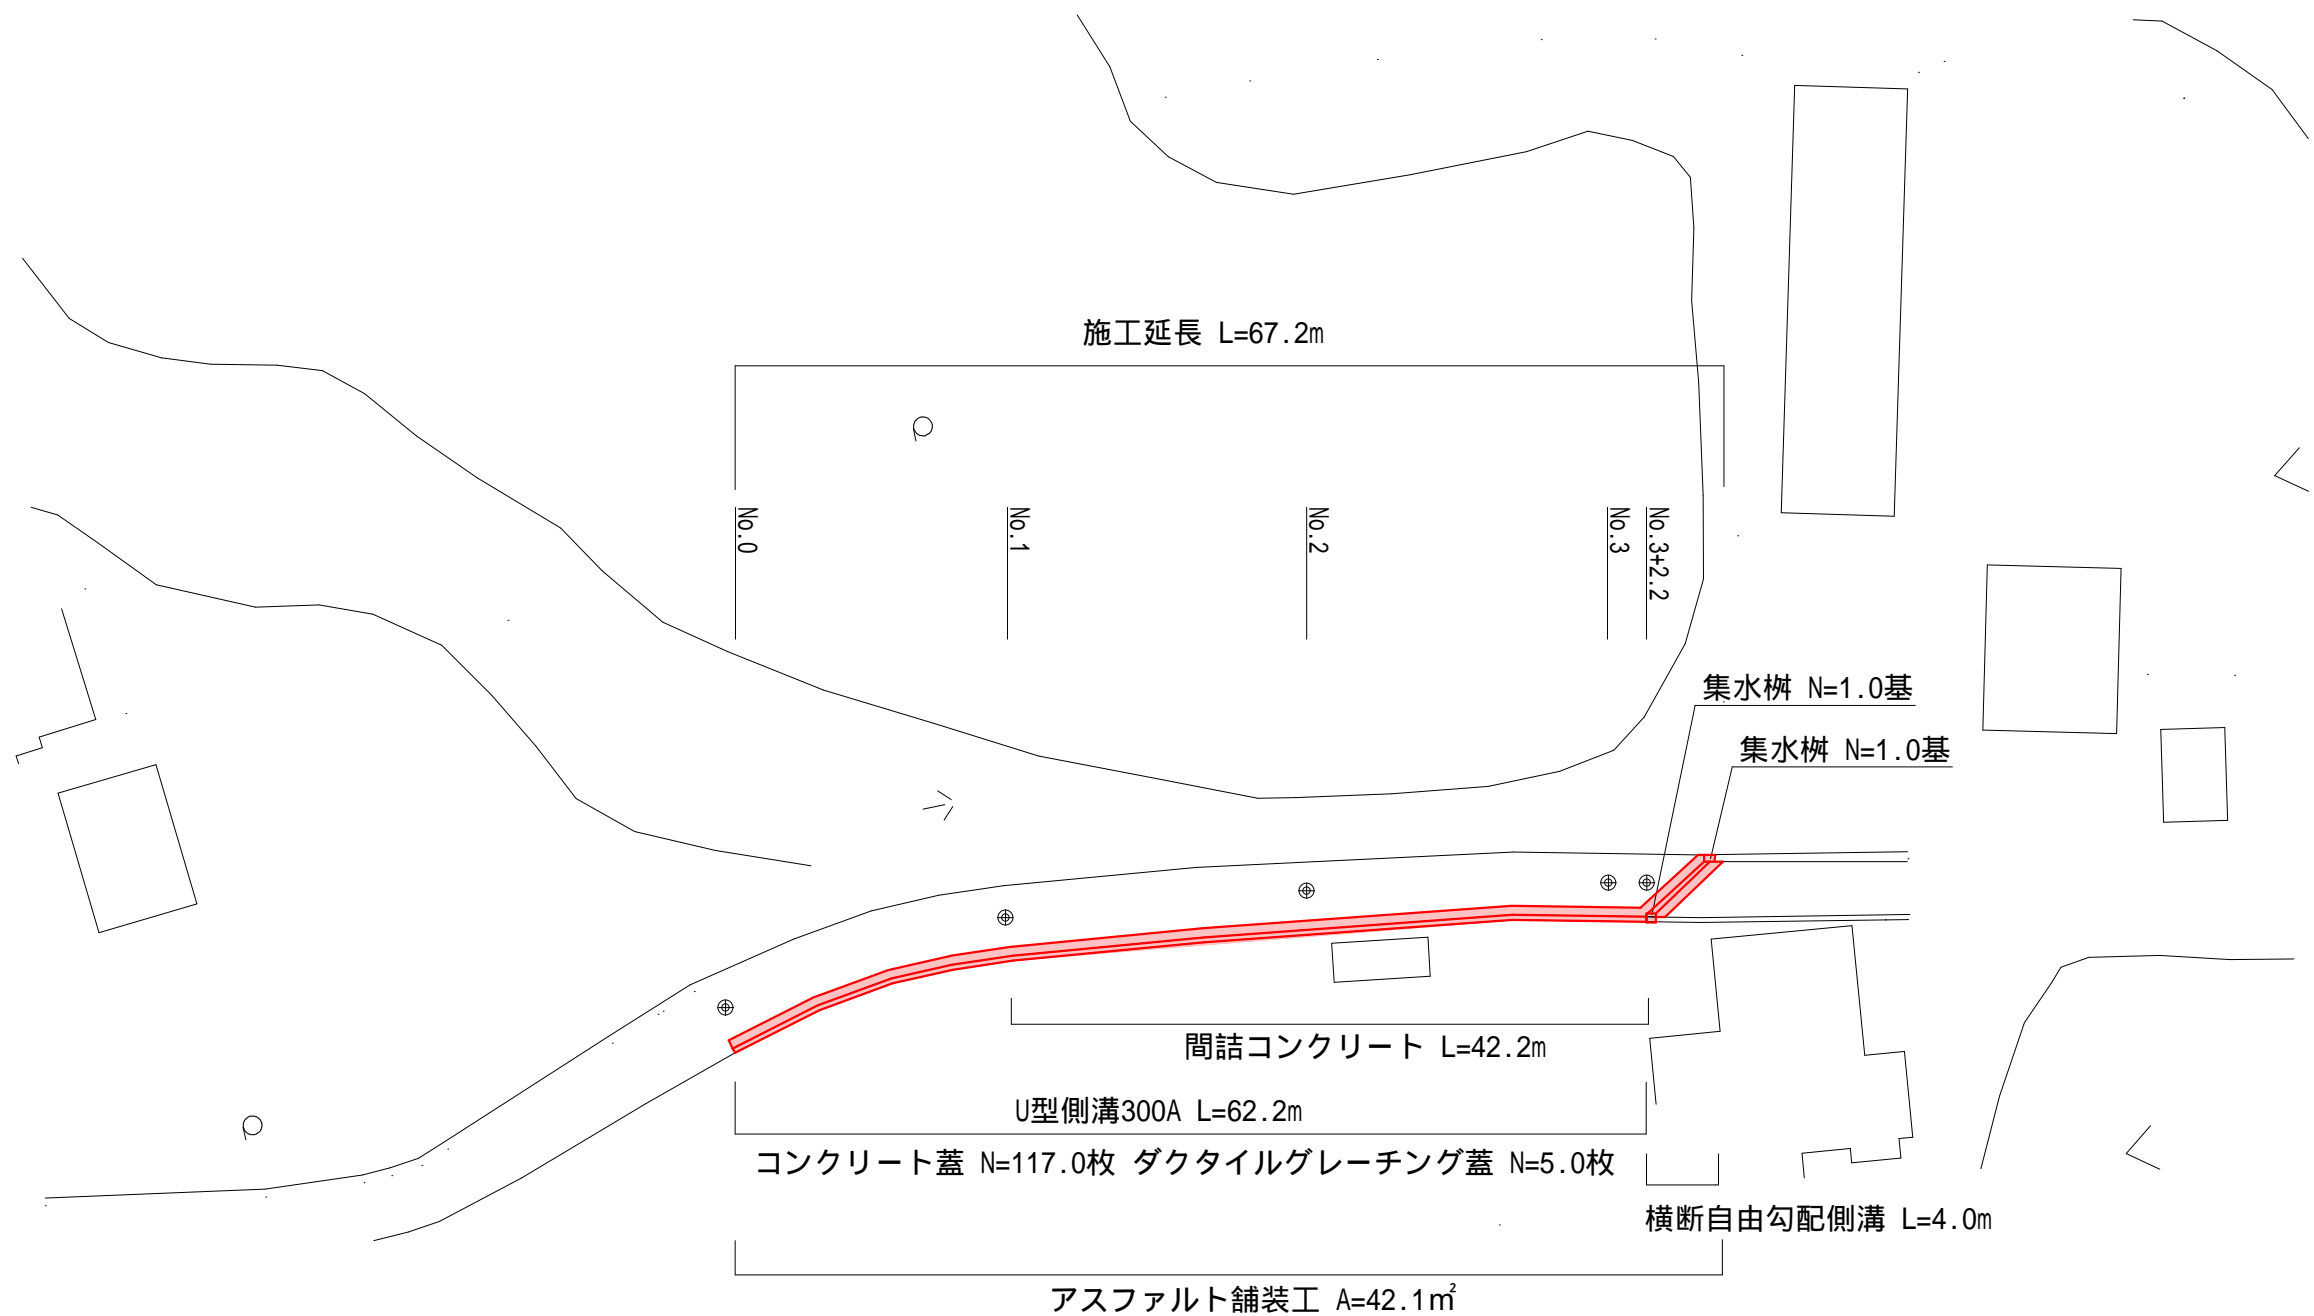 施工延長 L=67.2m
No.0
No.1
No.2
No.3
No.3+2.2
集水桝 N=1.0基
集水桝 N=1.0基
間詰コンクリート L=42.2m
U型側溝300A L=62.2m
コンクリート蓋 N=117.0枚 ダクタイルグレーチング蓋 N=5.0枚
横断自由勾配側溝 L=4.0m
アスファルト舗装工 A=42.1㎡